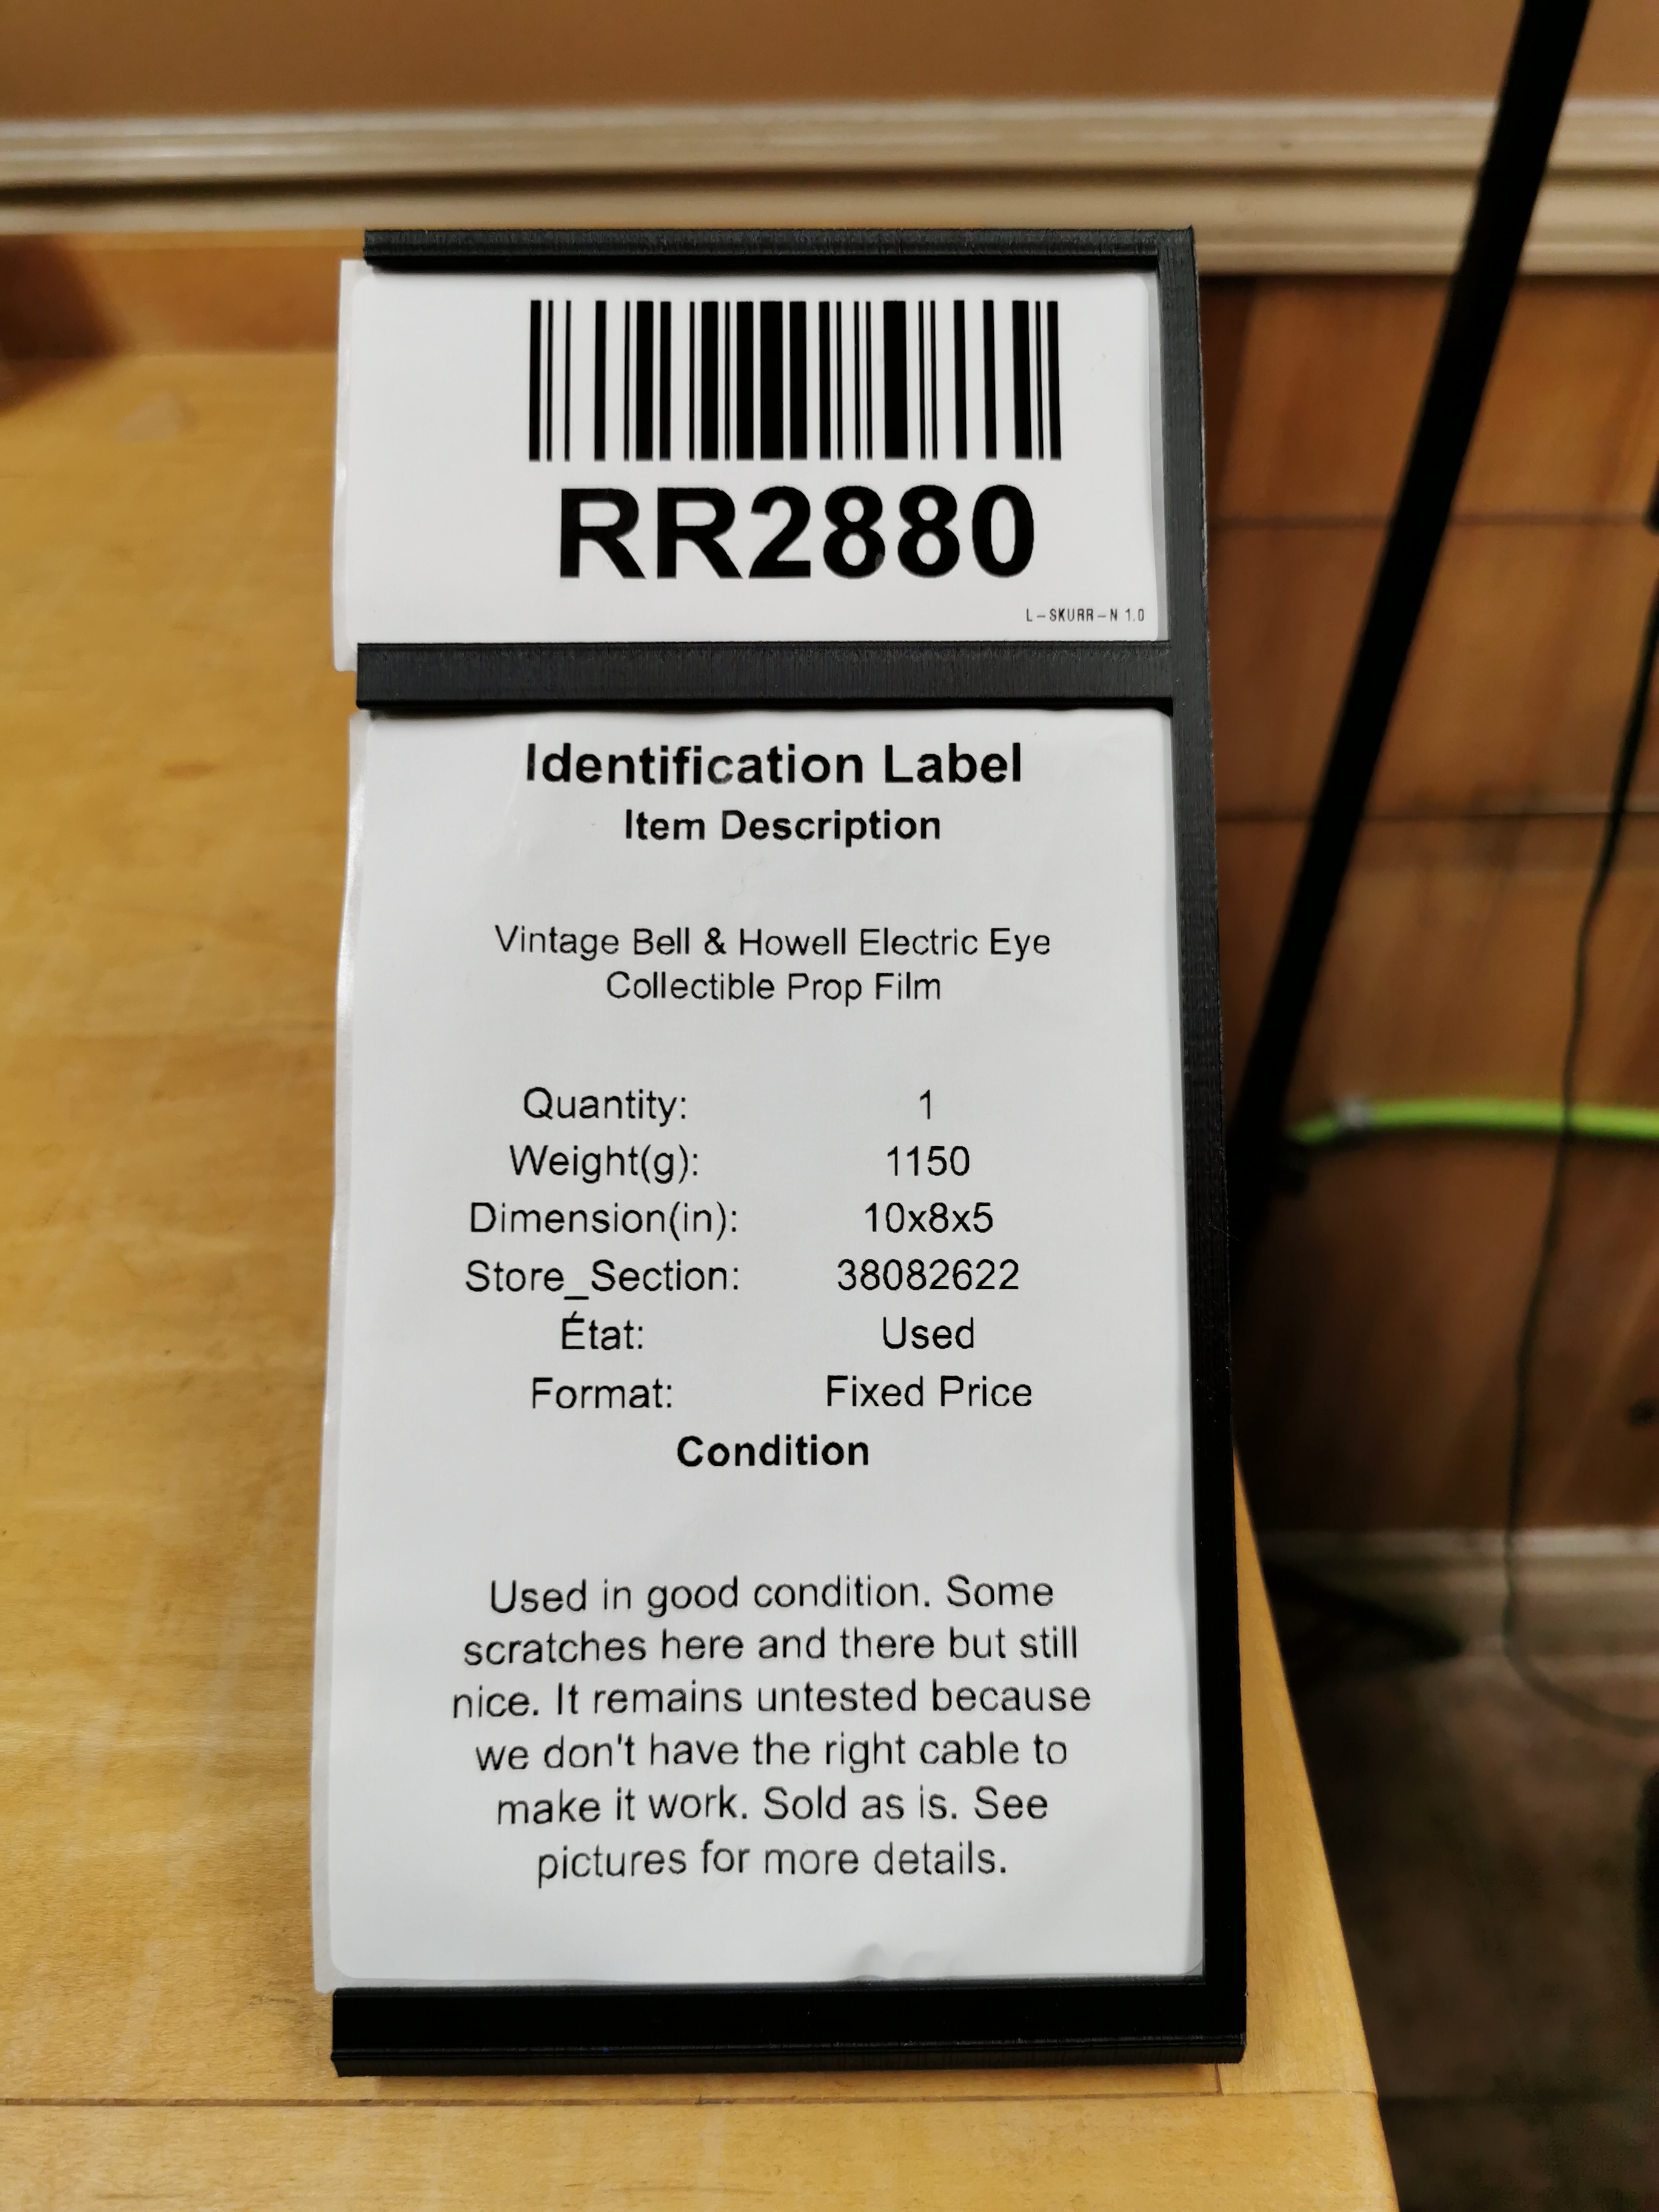 RR2880
L-SKURR-N 1.0
Identification Label
Item Description
Vintage Bell & Howell Electric Eye
Collectible Prop Film
Quantity: 1
Weight(g): 1150
Dimension(in): 10x8x5
Store_Section: 38082622
État: Used
Format: Fixed Price
Condition
Used in good condition. Some
scratches here and there but still
nice. It remains untested because
we don't have the right cable to
make it work. Sold as is. See
pictures for more details.